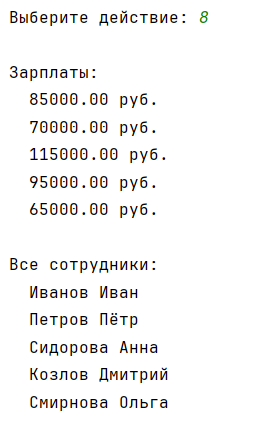 Выберите действие: 8
Зарплаты:
85000.00 руб.
70000.00 руб.
115000.00 руб.
95000.00 руб.
65000.00 руб.
Все сотрудники:
Иванов Иван
Петров Пётр
Сидорова Анна
Козлов Дмитрий
Смирнова Ольга